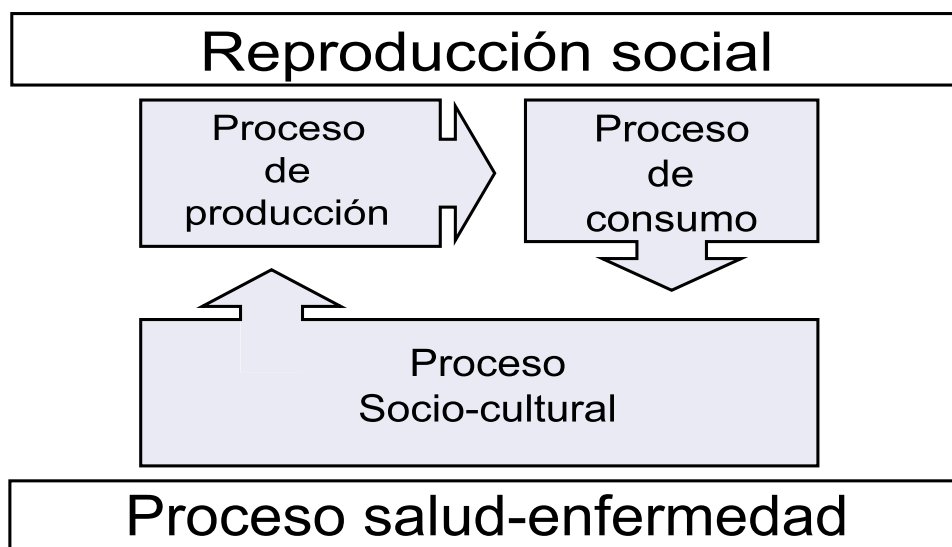 Reproducción social
Proceso
de
producción
Proceso
de
consumo
Proceso
Socio-cultural
Proceso salud-enfermedad